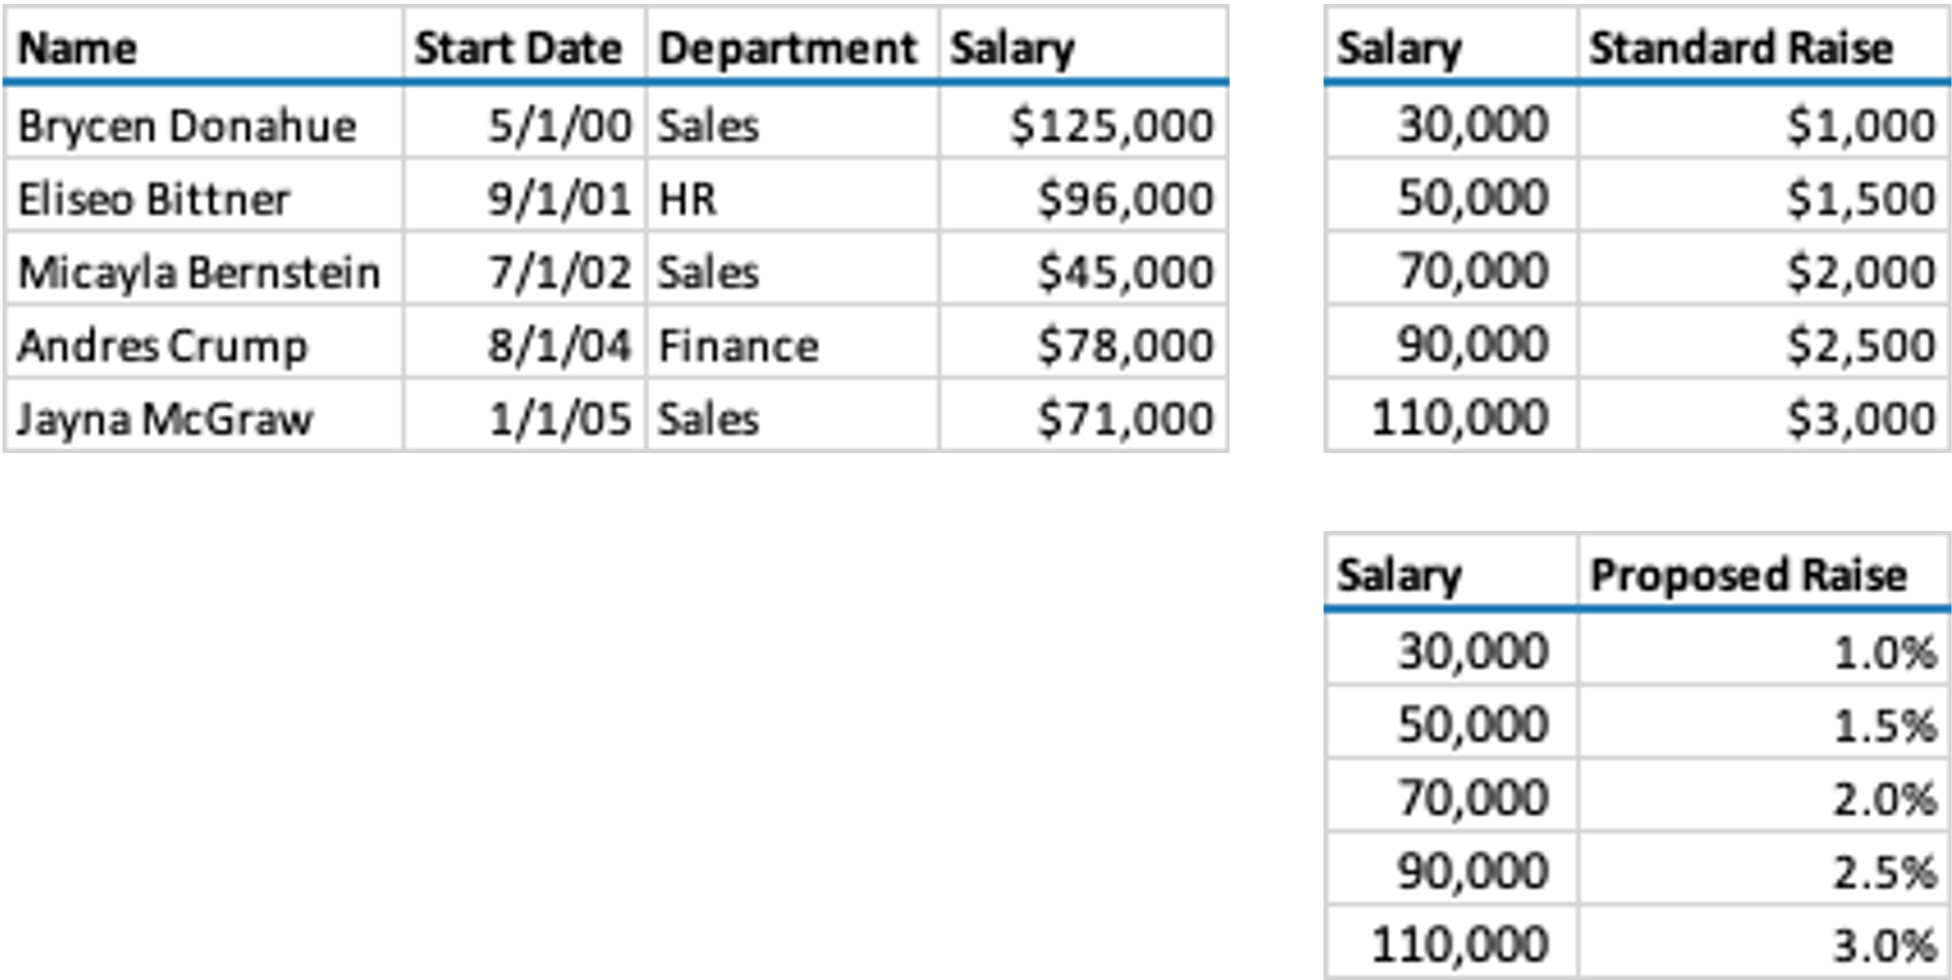 Name Start Date Department Salary
Brycen Donahue 5/1/00 Sales $125,000
Eliseo Bittner 9/1/01 HR $96,000
Micayla Bernstein 7/1/02 Sales $45,000
Andres Crump 8/1/04 Finance $78,000
Jayna McGraw 1/1/05 Sales $71,000
Salary Standard Raise
30,000 $1,000
50,000 $1,500
70,000 $2,000
90,000 $2,500
110,000 $3,000
Salary Proposed Raise
30,000 1.0%
50,000 1.5%
70,000 2.0%
90,000 2.5%
110,000 3.0%